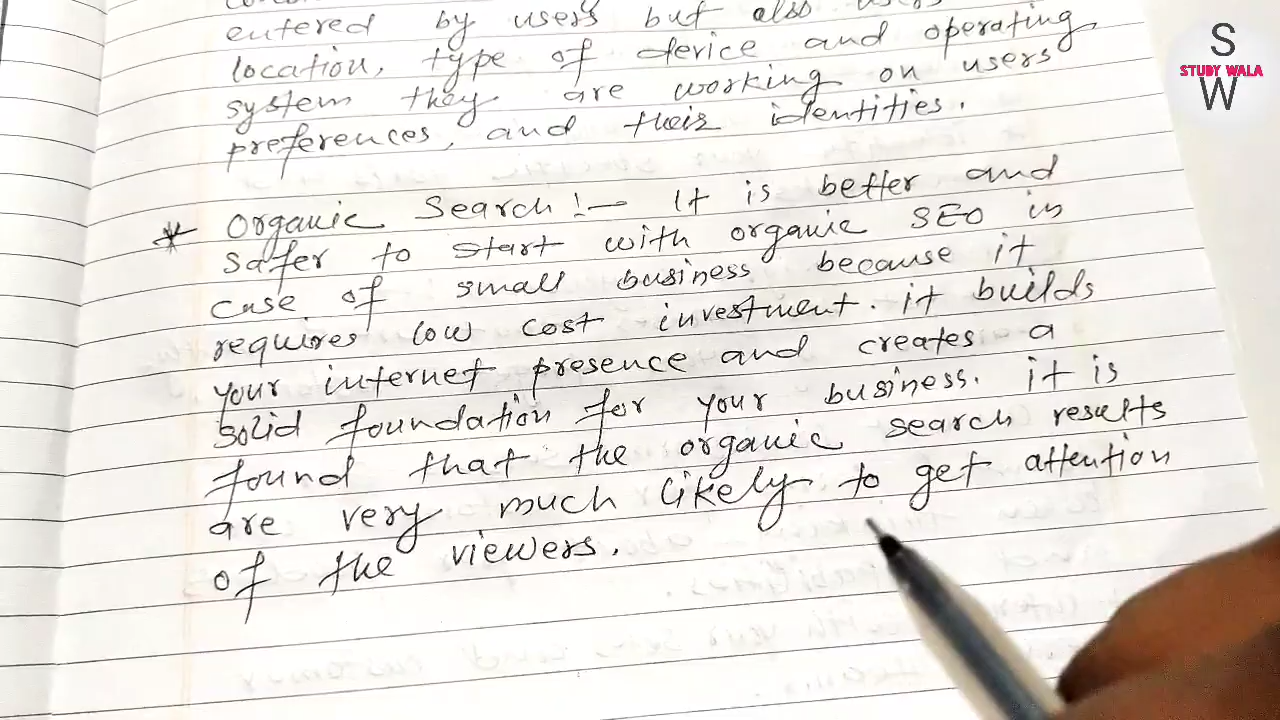 entered by users but also users
location, type of device and operating
system they are working on users
preferences, and their identities.
* Organic Search :- It is better and
safer to start with organic SEO in
case of small business because it
requires low cost investment. it builds
your internet presence and creates a
solid foundation for your business. it is
found that the organic search results
are very much likely to get attention
of the viewers.
S
STUDY WALA
W